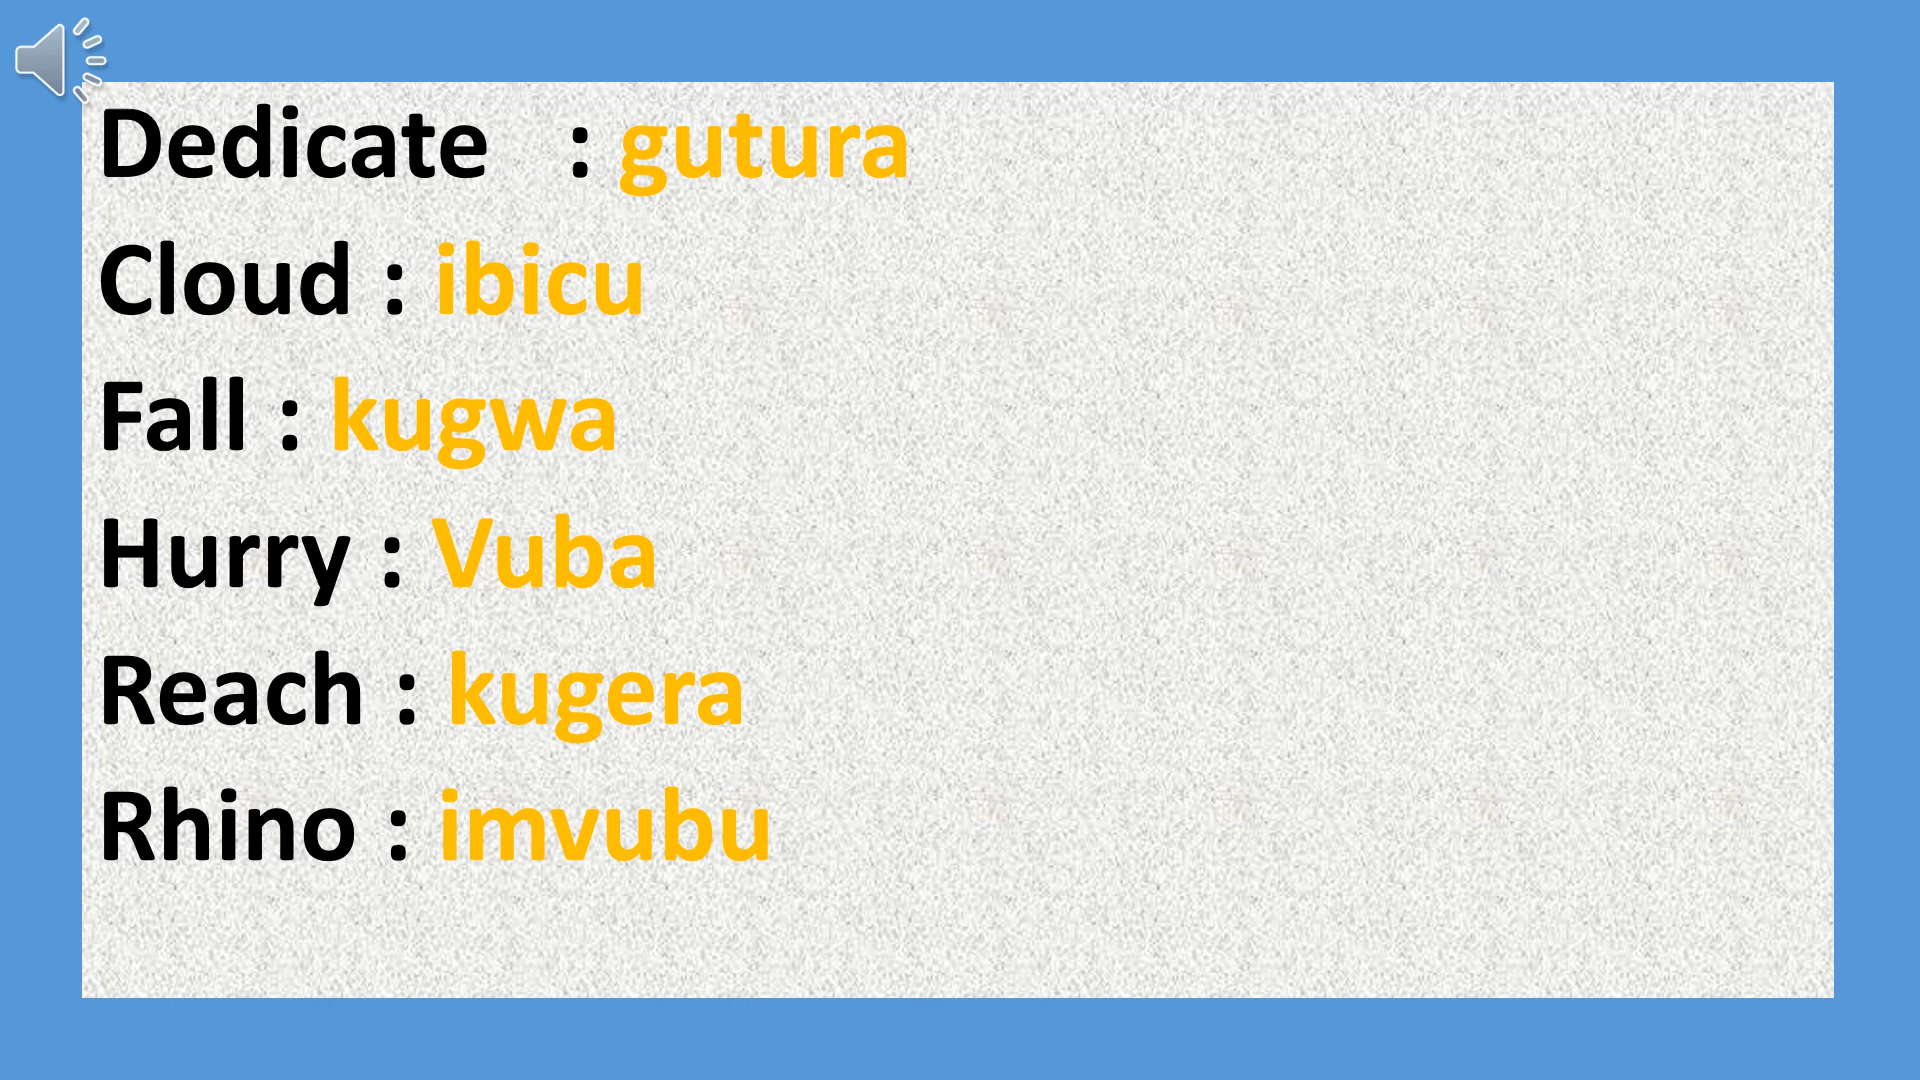 Dedicate : gutura
Cloud : ibicu
Fall : kugwa
Hurry : Vuba
Reach : kugera
Rhino : imvubu